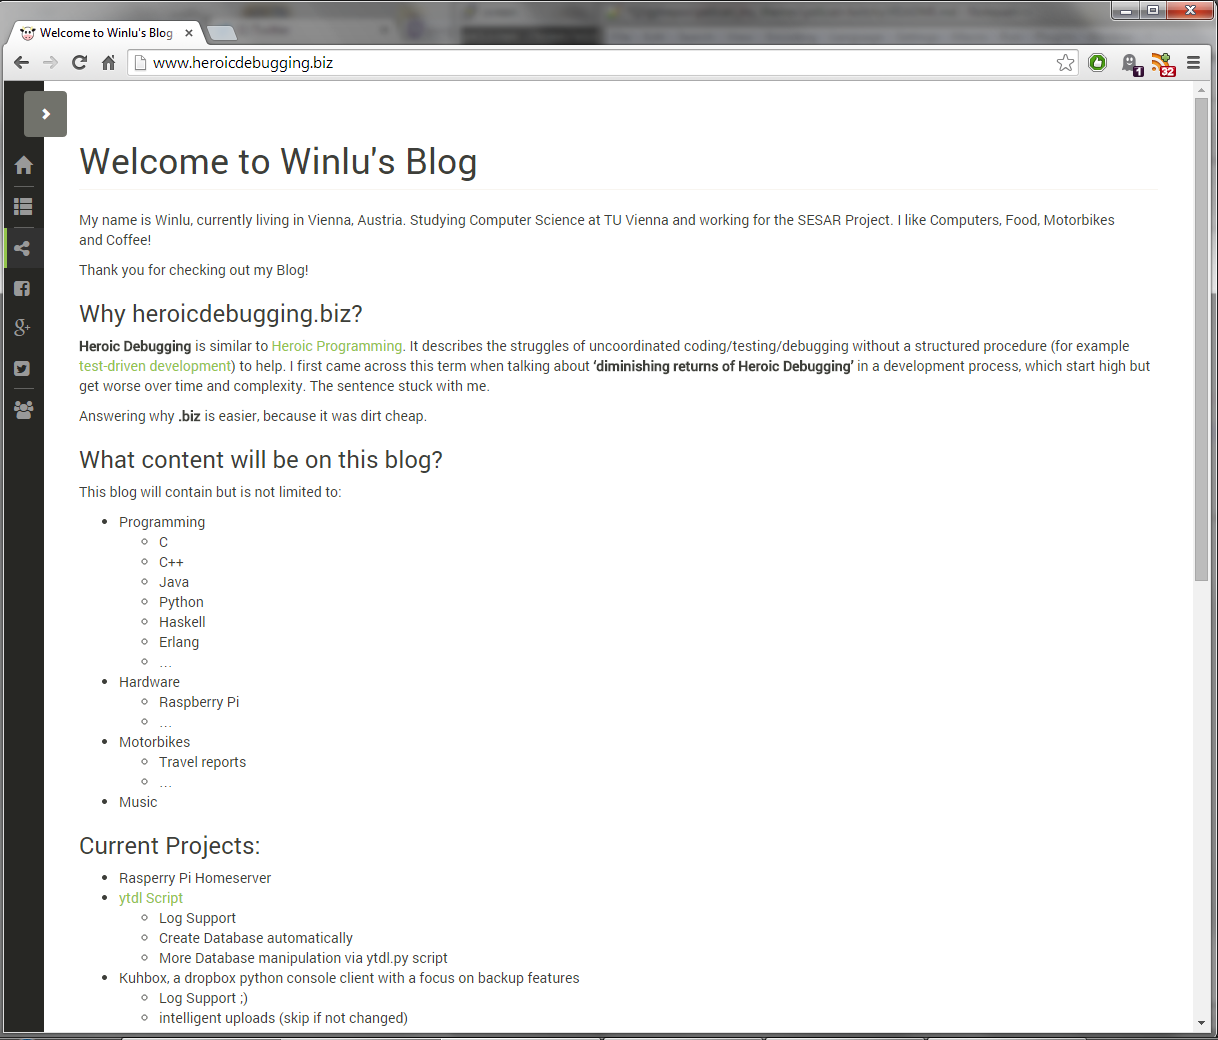 Welcome to Winlu's Blog
www.heroicdebugging.biz
1
32
Welcome to Winlu's Blog
My name is Winlu, currently living in Vienna, Austria. Studying Computer Science at TU Vienna and working for the SESAR Project. I like Computers, Food, Motorbikes
and Coffee!
Thank you for checking out my Blog!
Why heroicdebugging.biz?
Heroic Debugging is similar to Heroic Programming. It describes the struggles of uncoordinated coding/testing/debugging without a structured procedure (for example
test-driven development) to help. I first came across this term when talking about ‘diminishing returns of Heroic Debugging’ in a development process, which start high but
get worse over time and complexity. The sentence stuck with me.
Answering why .biz is easier, because it was dirt cheap.
What content will be on this blog?
This blog will contain but is not limited to:
Programming
C
C++
Java
Python
Haskell
Erlang
…
Hardware
Raspberry Pi
…
Motorbikes
Travel reports
…
Music
Current Projects:
Rasperry Pi Homeserver
ytdl Script
Log Support
Create Database automatically
More Database manipulation via ytdl.py script
Kuhbox, a dropbox python console client with a focus on backup features
Log Support ;)
intelligent uploads (skip if not changed)